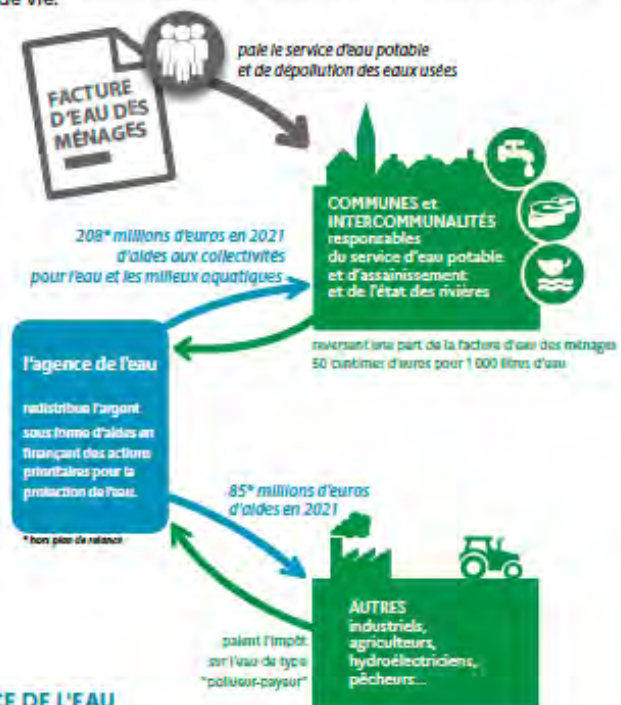 de vie.
paie le service d'eau potable
et de dépollution des eaux usées
FACTURE
D'EAU DES
MÉNAGES
COMMUNES et
INTERCOMMUNALITÉS
responsables
du service d'eau potable
et d'assainissement
et de l'état des rivières
208* millions d'euros en 2021
d'aides aux collectivités
pour l'eau et les milieux aquatiques
reversent une part de la facture d'eau des ménages
50 centimes d'euros pour 1 000 litres d'eau
l'agence de l'eau
redistribue l'argent
sous forme d'aides en
finançant des actions
prioritaires pour la
protection de l'eau.
* hors plan de relance
85* millions d'euros
d'aides en 2021
AUTRES
industriels,
agriculteurs,
hydroélectriciens,
pêcheurs...
paient l'impôt
sur l'eau de type
"pollueur-payeur"
CE DE L'EAU